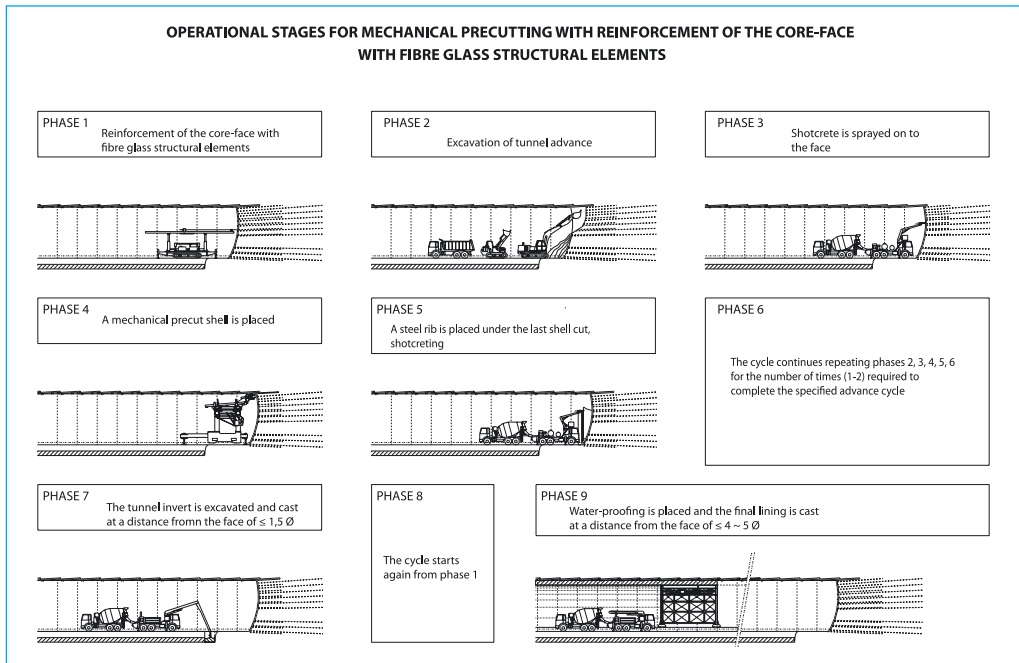 OPERATIONAL STAGES FOR MECHANICAL PRECUTTING WITH REINFORCEMENT OF THE CORE-FACE
WITH FIBRE GLASS STRUCTURAL ELEMENTS
PHASE 1
Reinforcement of the core-face with
fibre glass structural elements
PHASE 2
Excavation of tunnel advance
PHASE 3
Shotcrete is sprayed on to
the face
PHASE 4
A mechanical precut shell is placed
PHASE 5
A steel rib is placed under the last shell cut,
shotcreting
PHASE 6
The cycle continues repeating phases 2, 3, 4, 5, 6
for the number of times (1-2) required to
complete the specified advance cycle
PHASE 7
The tunnel invert is excavated and cast
at a distance fromn the face of ≤ 1,5 Ø
PHASE 8
The cycle starts
again from phase 1
PHASE 9
Water-proofing is placed and the final lining is cast
at a distance from the face of ≤ 4 ~ 5 Ø